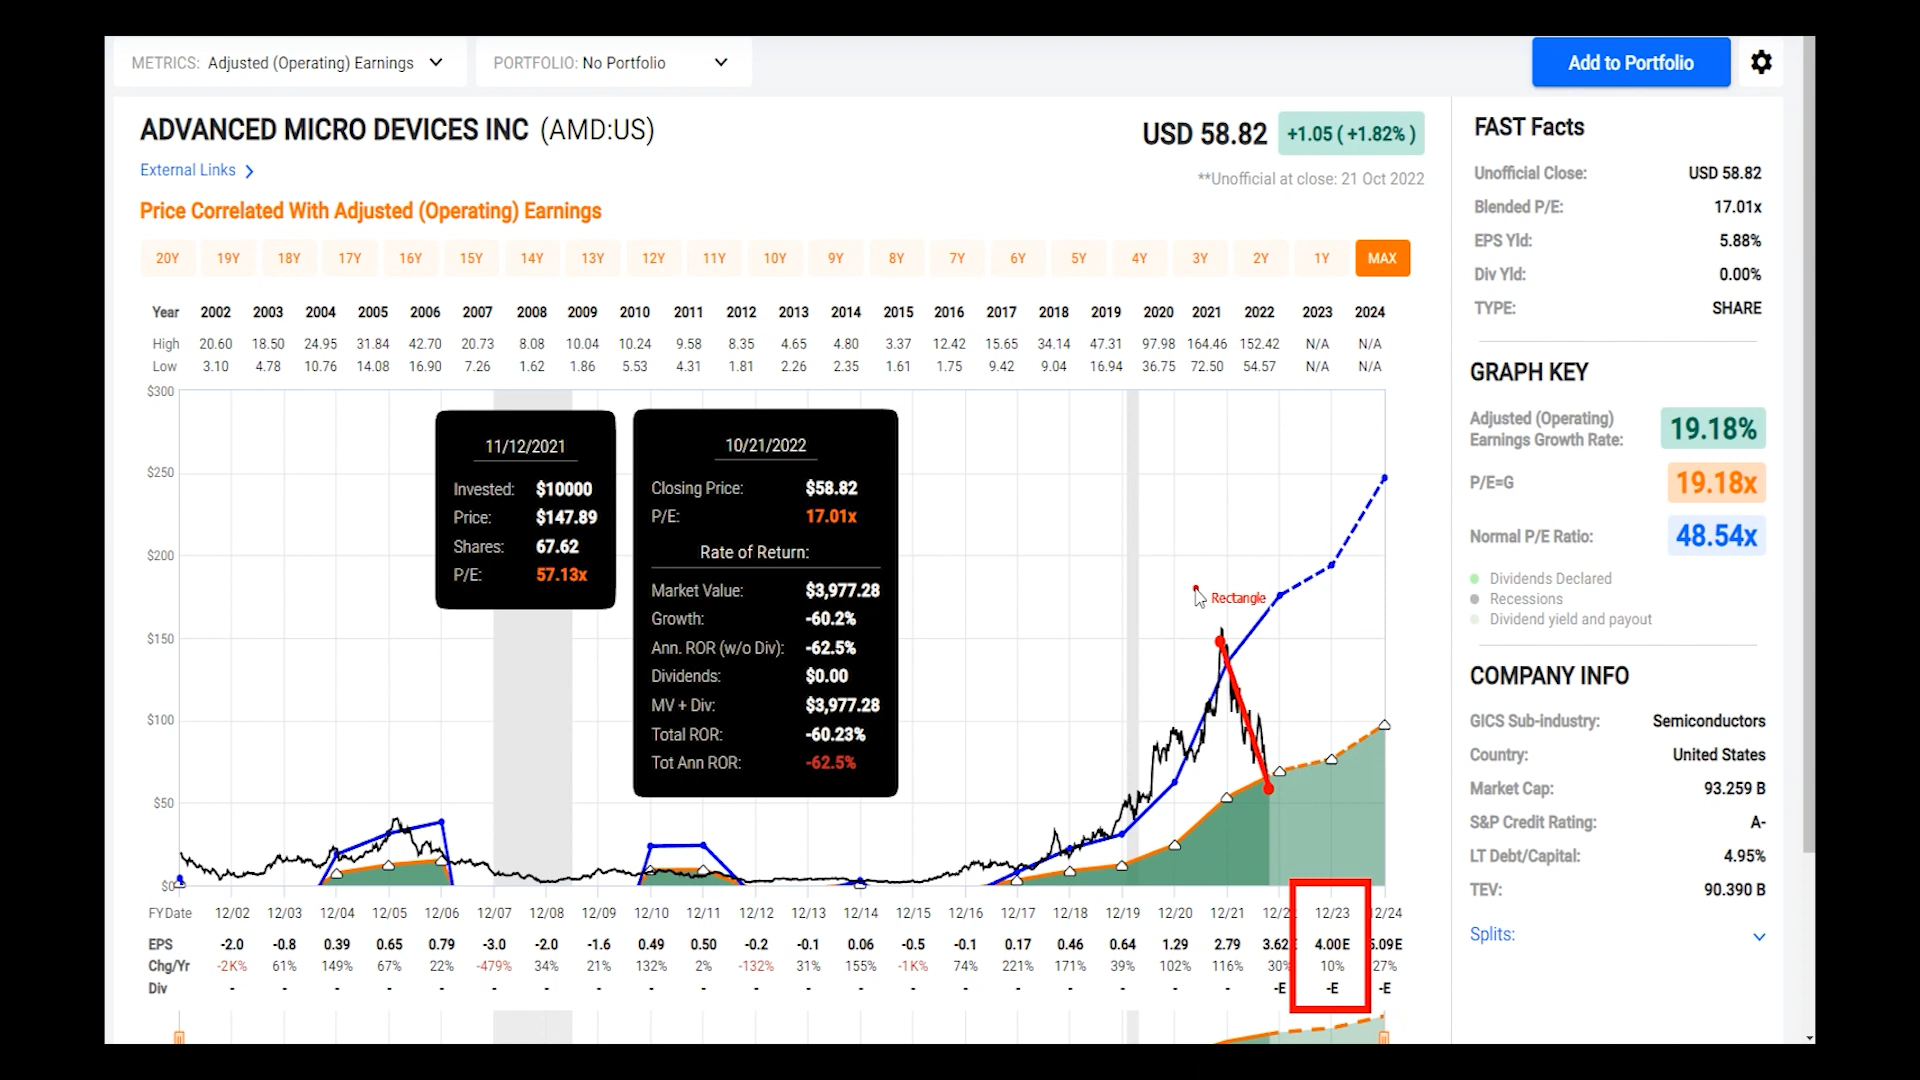 METRICS: Adjusted (Operating) Earnings
PORTFOLIO: No Portfolio
Add to Portfolio
ADVANCED MICRO DEVICES INC (AMD:US)
USD 58.82 +1.05 ( +1.82% )
External Links
**Unofficial at close: 21 Oct 2022
Price Correlated With Adjusted (Operating) Earnings
20Y 19Y 18Y 17Y 16Y 15Y 14Y 13Y 12Y 11Y 10Y 9Y 8Y 7Y 6Y 5Y 4Y 3Y 2Y 1Y MAX
Year 2002 2003 2004 2005 2006 2007 2008 2009 2010 2011 2012 2013 2014 2015 2016 2017 2018 2019 2020 2021 2022 2023 2024
High 20.60 18.50 24.95 31.84 42.70 20.73 8.08 10.04 10.24 9.58 8.35 4.65 4.80 3.37 12.42 15.65 34.14 47.31 97.98 164.46 152.42 N/A N/A
Low 3.10 4.78 10.76 14.08 16.90 7.26 1.62 1.86 5.53 4.31 1.81 2.26 2.35 1.61 1.75 9.42 9.04 16.94 36.75 72.50 54.57 N/A N/A
$300
$250
$200
$150
$100
$50
$0
11/12/2021
Invested: $10000
Price: $147.89
Shares: 67.62
P/E: 57.13x
10/21/2022
Closing Price: $58.82
P/E: 17.01x
Rate of Return:
Market Value: $3,977.28
Growth: -60.2%
Ann. ROR (w/o Div): -62.5%
Dividends: $0.00
MV + Div: $3,977.28
Total ROR: -60.23%
Tot Ann ROR: -62.5%
Rectangle
FY Date 12/02 12/03 12/04 12/05 12/06 12/07 12/08 12/09 12/10 12/11 12/12 12/13 12/14 12/15 12/16 12/17 12/18 12/19 12/20 12/21 12/23 /24
EPS -2.0 -0.8 0.39 0.65 0.79 -3.0 -2.0 -1.6 0.49 0.50 -0.2 -0.1 0.06 -0.5 -0.1 0.17 0.46 0.64 1.29 2.79 3.62 4.00E .09E
Chg/Yr -2K% 61% 149% 67% 22% -479% 34% 21% 132% 2% -132% 31% 155% -1K% 74% 221% 171% 39% 102% 116% 30% 10% 27%
Div - - - - - - - - - - - - - - - - - - - - -E -E -E
FAST Facts
Unofficial Close: USD 58.82
Blended P/E: 17.01x
EPS Yld: 5.88%
Div Yld: 0.00%
TYPE: SHARE
GRAPH KEY
Adjusted (Operating)
Earnings Growth Rate: 19.18%
P/E=G 19.18x
Normal P/E Ratio: 48.54x
Dividends Declared
Recessions
Dividend yield and payout
COMPANY INFO
GICS Sub-industry: Semiconductors
Country: United States
Market Cap: 93.259 B
S&P Credit Rating: A-
LT Debt/Capital: 4.95%
TEV: 90.390 B
Splits: